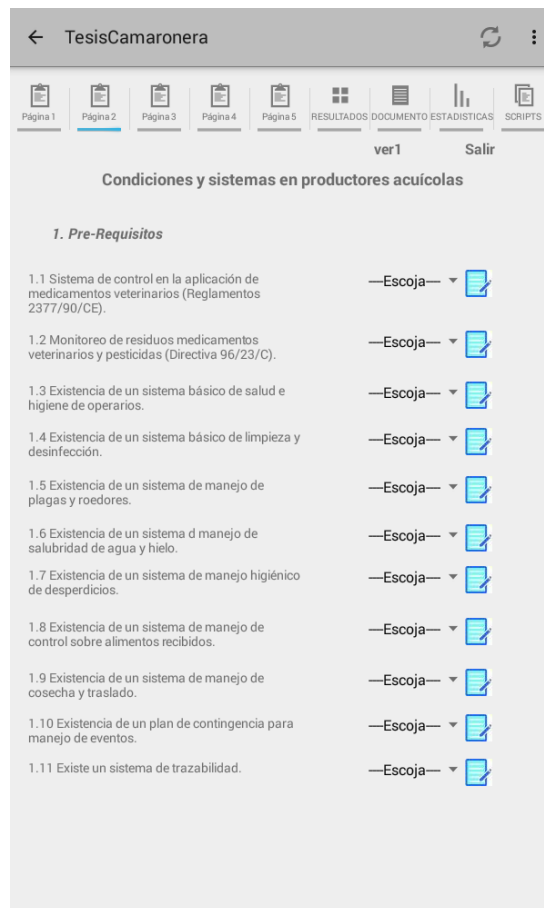 TesisCamaronera
Página 1 Página 2 Página 3 Página 4 Página 5 RESULTADOS DOCUMENTO ESTADISTICAS SCRIPTS
ver1 Salir
Condiciones y sistemas en productores acuícolas
1. Pre-Requisitos
1.1 Sistema de control en la aplicación de
medicamentos veterinarios (Reglamentos
2377/90/CE).
---Escoja---
1.2 Monitoreo de residuos medicamentos
veterinarios y pesticidas (Directiva 96/23/C).
---Escoja---
1.3 Existencia de un sistema básico de salud e
higiene de operarios.
---Escoja---
1.4 Existencia de un sistema básico de limpieza y
desinfección.
---Escoja---
1.5 Existencia de un sistema de manejo de
plagas y roedores.
---Escoja---
1.6 Existencia de un sistema d manejo de
salubridad de agua y hielo.
---Escoja---
1.7 Existencia de un sistema de manejo higiénico
de desperdicios.
---Escoja---
1.8 Existencia de un sistema de manejo de
control sobre alimentos recibidos.
---Escoja---
1.9 Existencia de un sistema de manejo de
cosecha y traslado.
---Escoja---
1.10 Existencia de un plan de contingencia para
manejo de eventos.
---Escoja---
1.11 Existe un sistema de trazabilidad.
---Escoja---